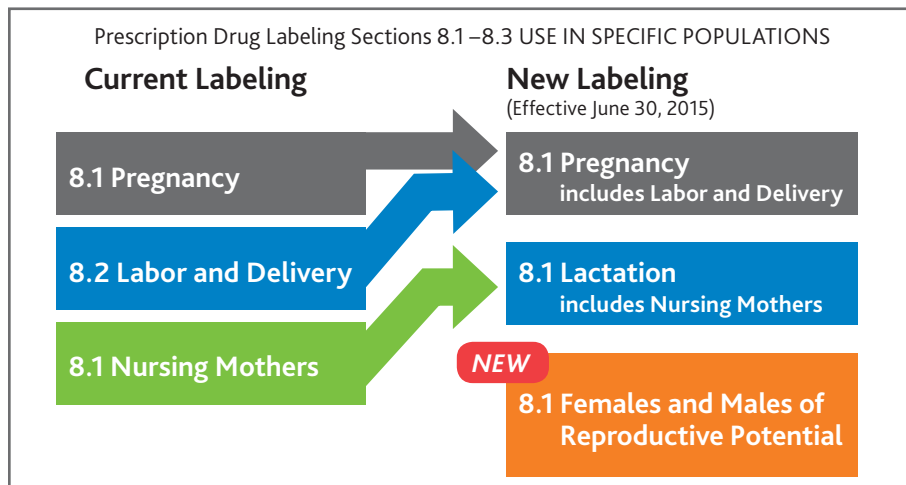 Prescription Drug Labeling Sections 8.1 –8.3 USE IN SPECIFIC POPULATIONS
Current Labeling
8.1 Pregnancy
8.2 Labor and Delivery
8.1 Nursing Mothers
New Labeling
(Effective June 30, 2015)
8.1 Pregnancy
includes Labor and Delivery
8.1 Lactation
includes Nursing Mothers
NEW
8.1 Females and Males of
Reproductive Potential